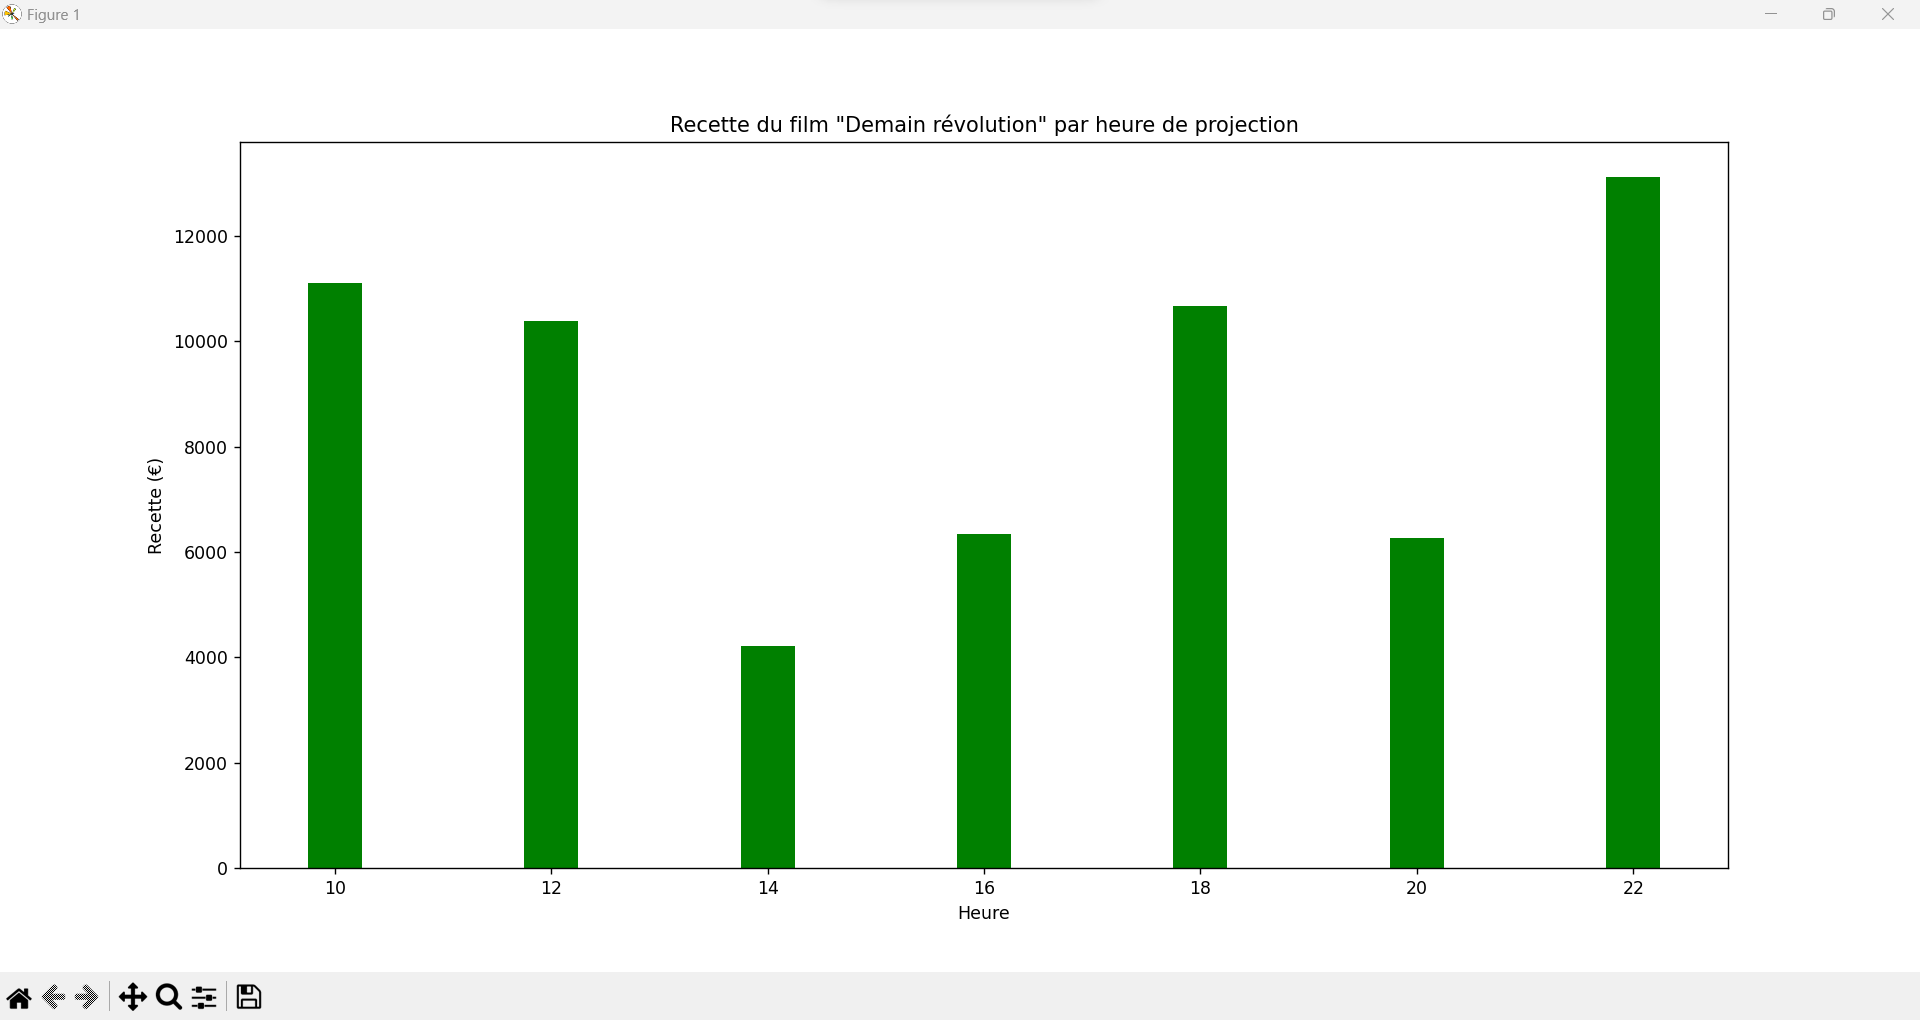 Figure 1
Recette du film "Demain révolution" par heure de projection
12000
10000
8000
6000
4000
2000
0
Recette (€)
10 12 14 16 18 20 22
Heure